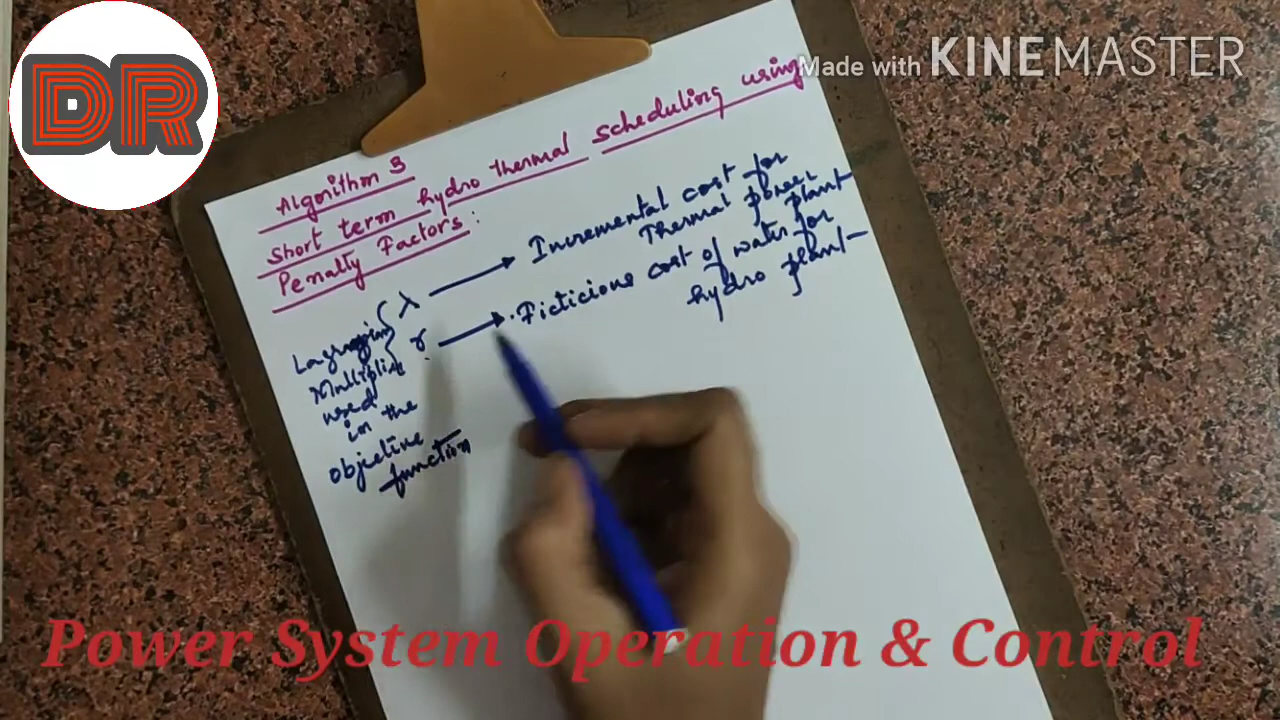 DR
Made with KINEMASTER
Algorithm 3
Short term hydro thermal scheduling using
Penalty Factors:
λ → Incremental cost for
Thermal power
plant
γ → Ficticious cost of water for
hydro plant
Lagrangian
Multiplier
used
in the
objective
function
Power System Operation & Control